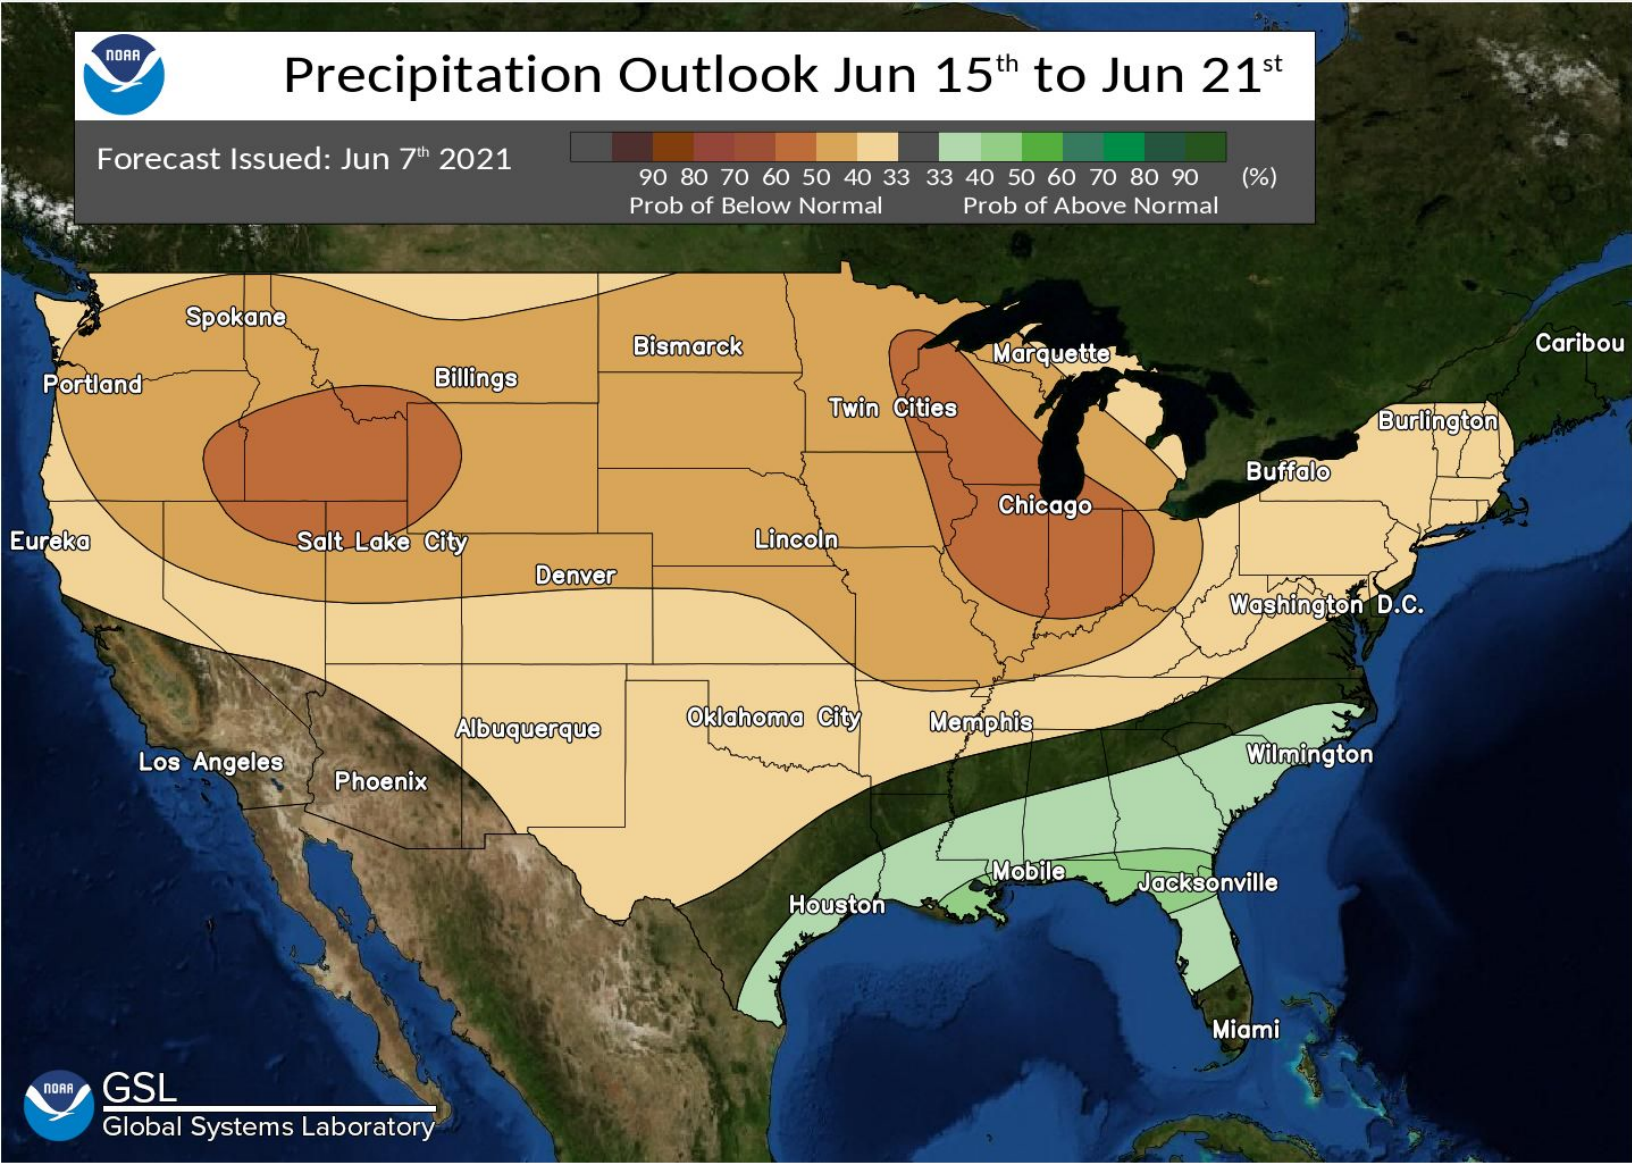 NOAA
Precipitation Outlook Jun 15th to Jun 21st
Forecast Issued: Jun 7th 2021
90 80 70 60 50 40 33 33 40 50 60 70 80 90 (%)
Prob of Below Normal Prob of Above Normal
Spokane
Bismarck
Caribou
Marquette
Billings
Portland
Twin Cities
Burlington
Buffalo
Chicago
Eureka
Salt Lake City
Lincoln
Denver
Washington D.C.
Oklahoma City
Memphis
Albuquerque
Wilmington
Los Angeles
Phoenix
Mobile
Jacksonville
Houston
Miami
NOAA
GSL
Global Systems Laboratory